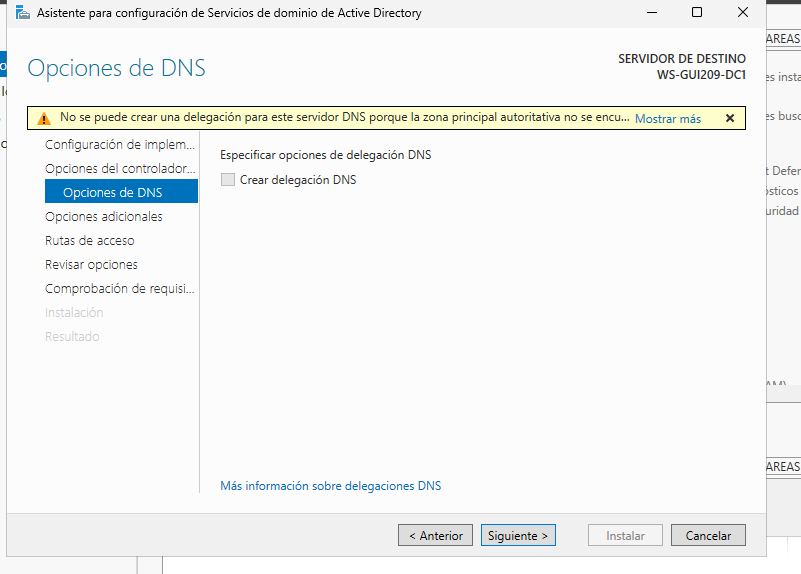 Asistente para configuración de Servicios de dominio de Active Directory
Opciones de DNS
SERVIDOR DE DESTINO
WS-GUI209-DC1
No se puede crear una delegación para este servidor DNS porque la zona principal autoritativa no se encu... Mostrar más
Configuración de implem...
Opciones del controlador...
Opciones de DNS
Opciones adicionales
Rutas de acceso
Revisar opciones
Comprobación de requisi...
Instalación
Resultado
Especificar opciones de delegación DNS
Crear delegación DNS
Más información sobre delegaciones DNS
< Anterior
Siguiente >
Instalar
Cancelar
AREAS
es insta
es busc
t Defen
ósticos
uridad
AREAS